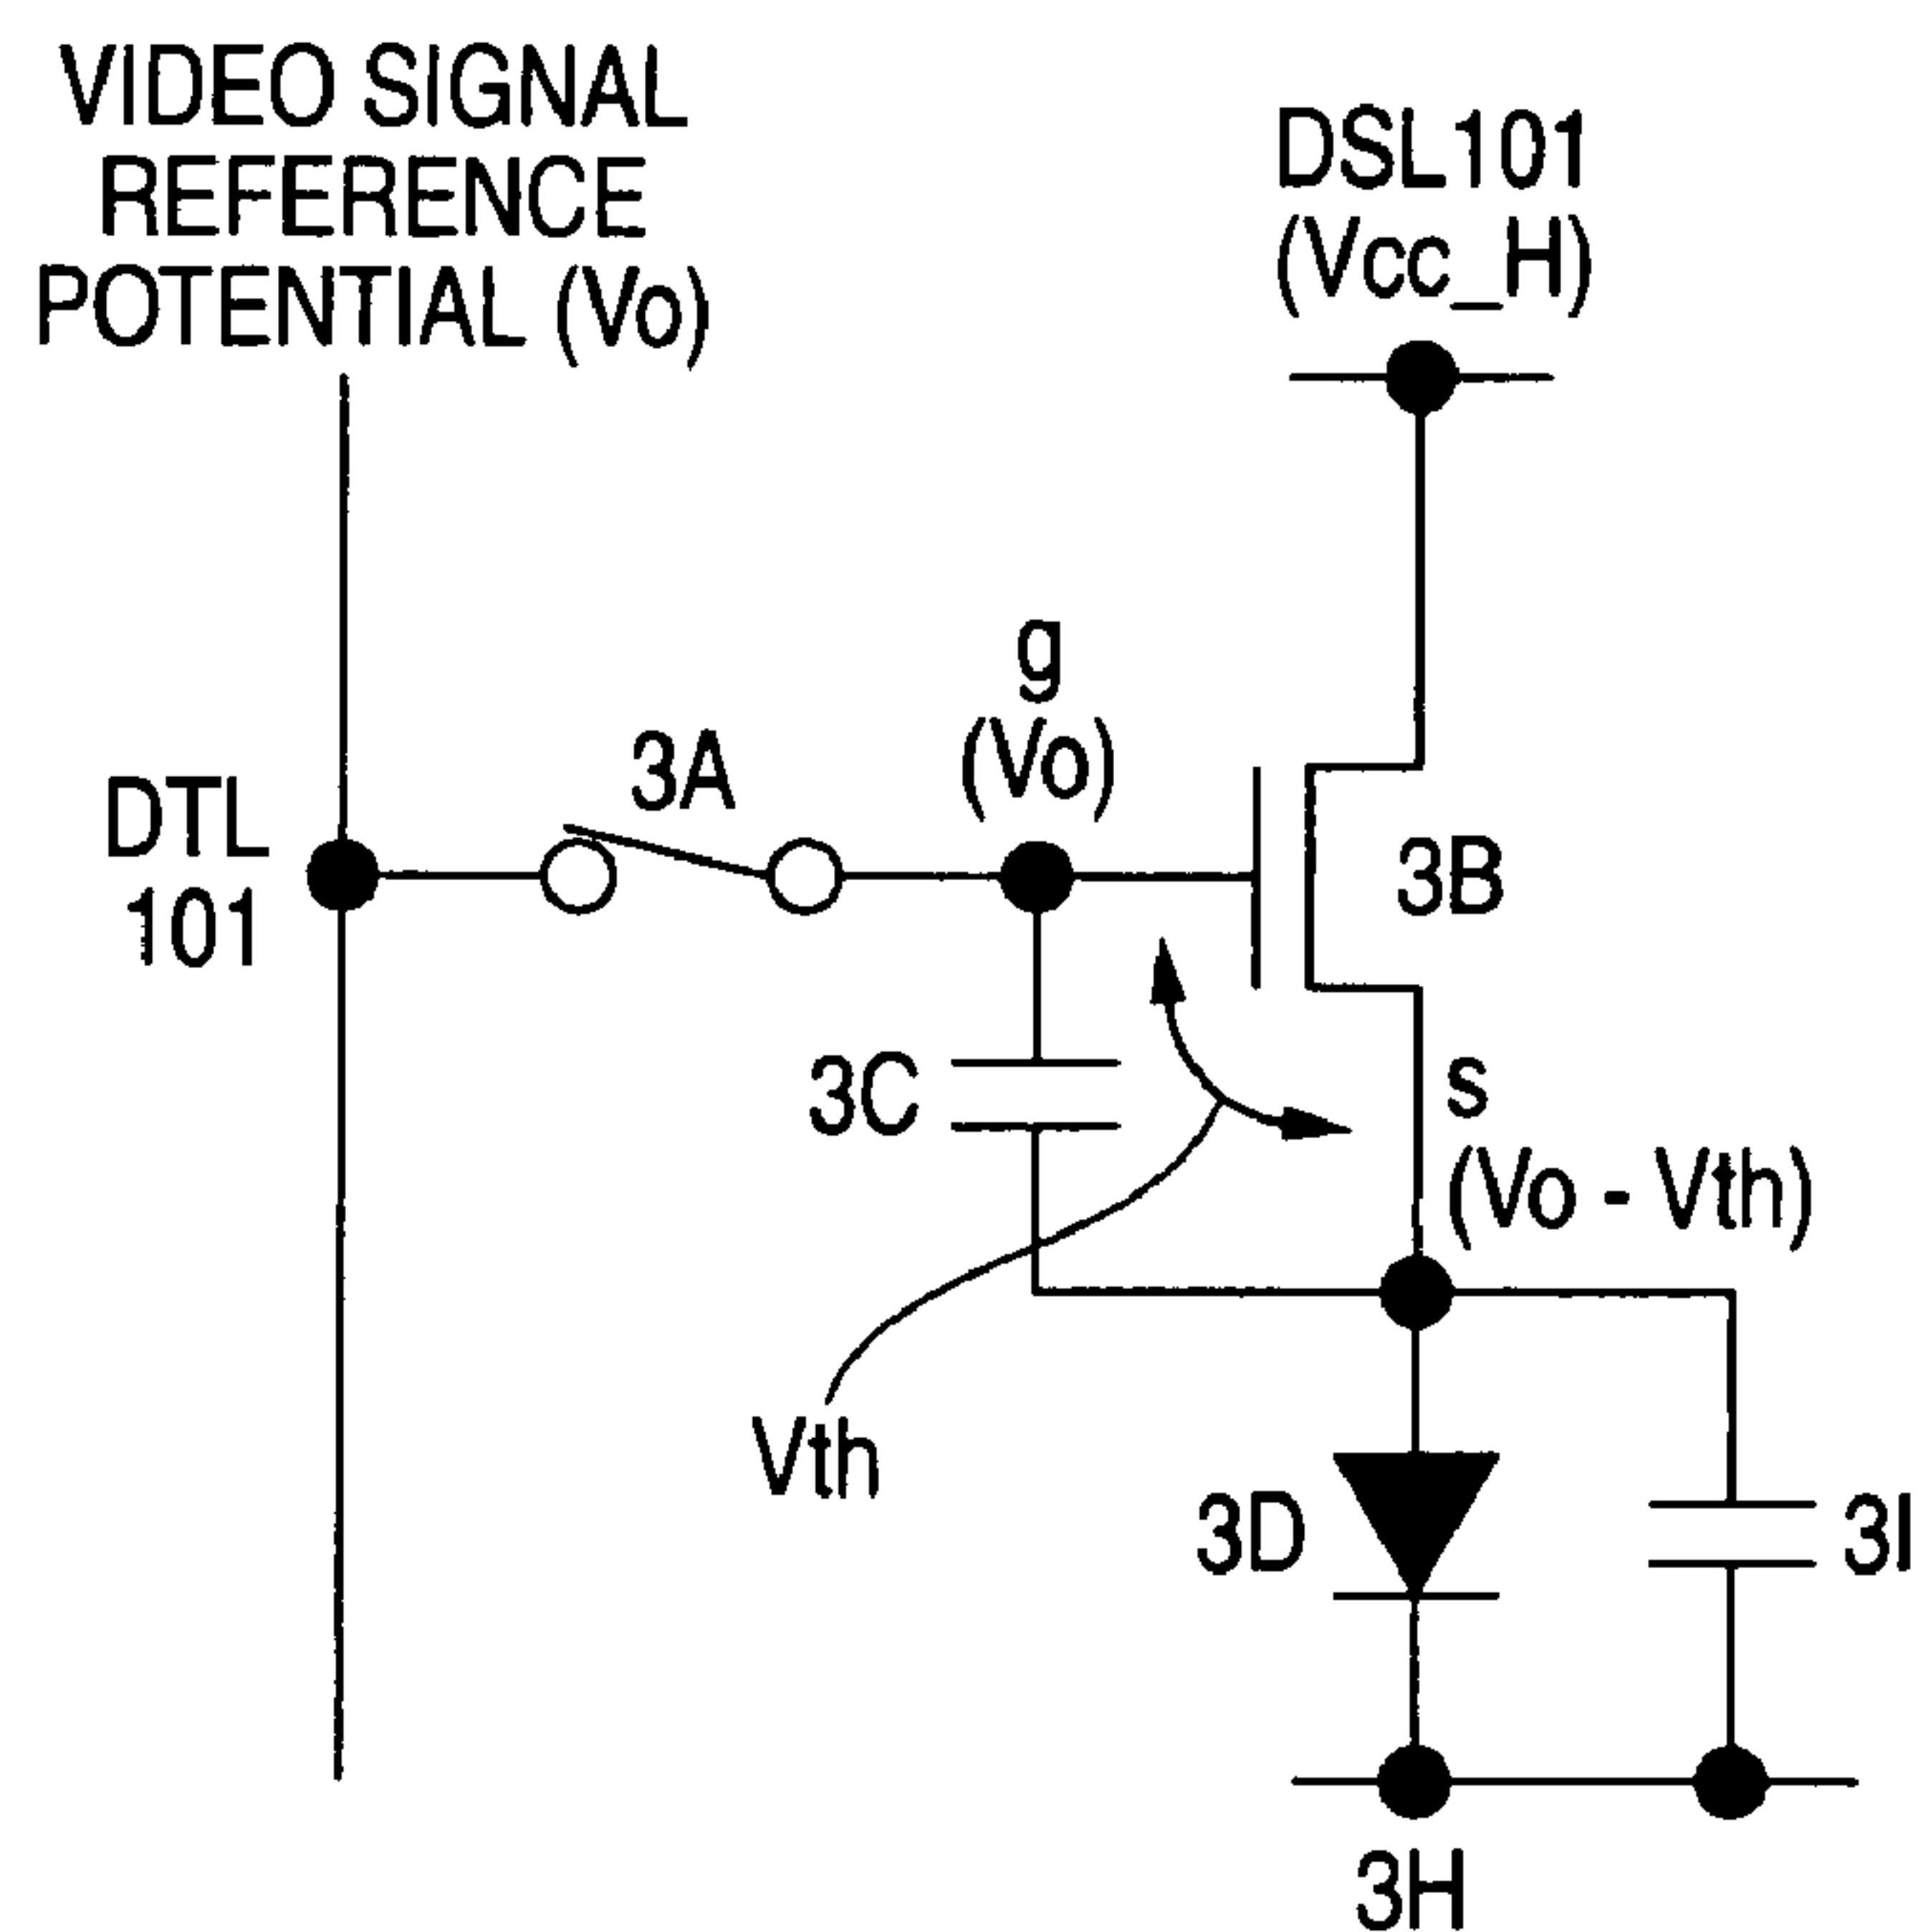 VIDEO SIGNAL
REFERENCE
POTENTIAL (Vo)
DSL101
(Vcc_H)
g
(Vo)
3A
DTL
101
3B
3C
s
(Vo - Vth)
Vth
3D
3I
3H